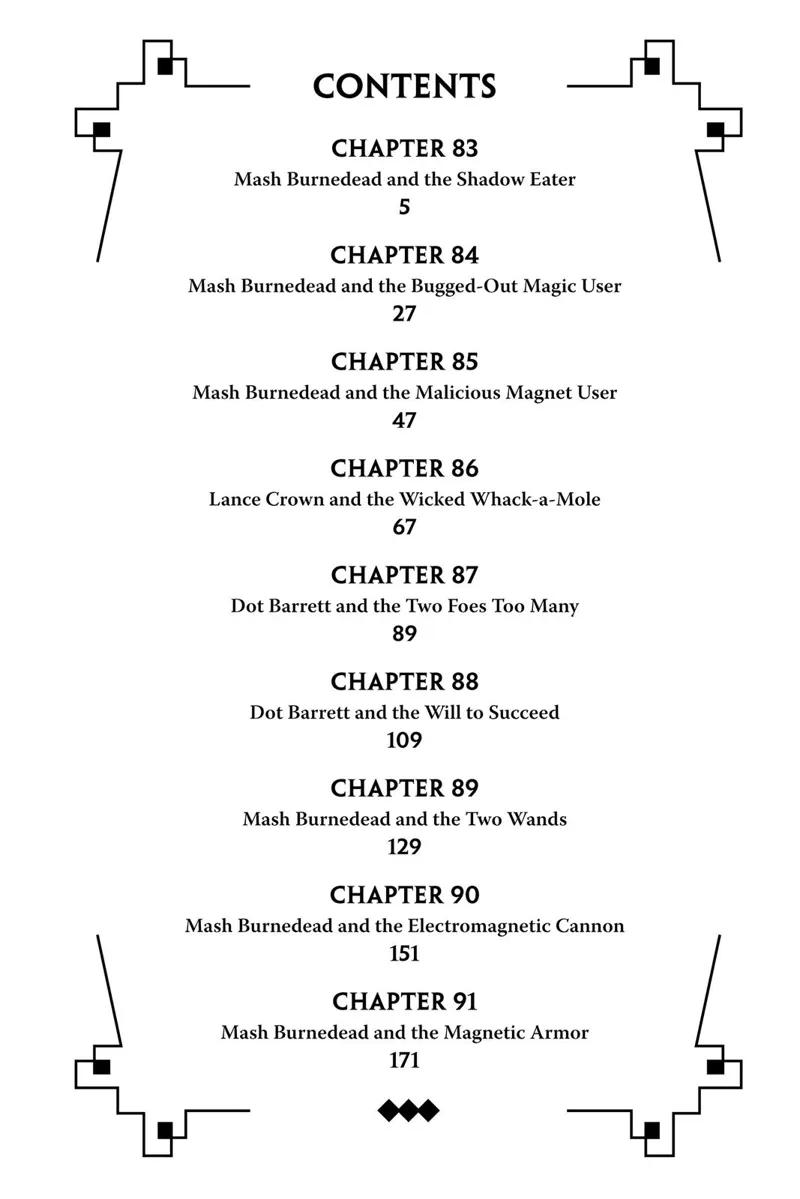 CONTENTS
CHAPTER 83
Mash Burnedead and the Shadow Eater
5
CHAPTER 84
Mash Burnedead and the Bugged-Out Magic User
27
CHAPTER 85
Mash Burnedead and the Malicious Magnet User
47
CHAPTER 86
Lance Crown and the Wicked Whack-a-Mole
67
CHAPTER 87
Dot Barrett and the Two Foes Too Many
89
CHAPTER 88
Dot Barrett and the Will to Succeed
109
CHAPTER 89
Mash Burnedead and the Two Wands
129
CHAPTER 90
Mash Burnedead and the Electromagnetic Cannon
151
CHAPTER 91
Mash Burnedead and the Magnetic Armor
171